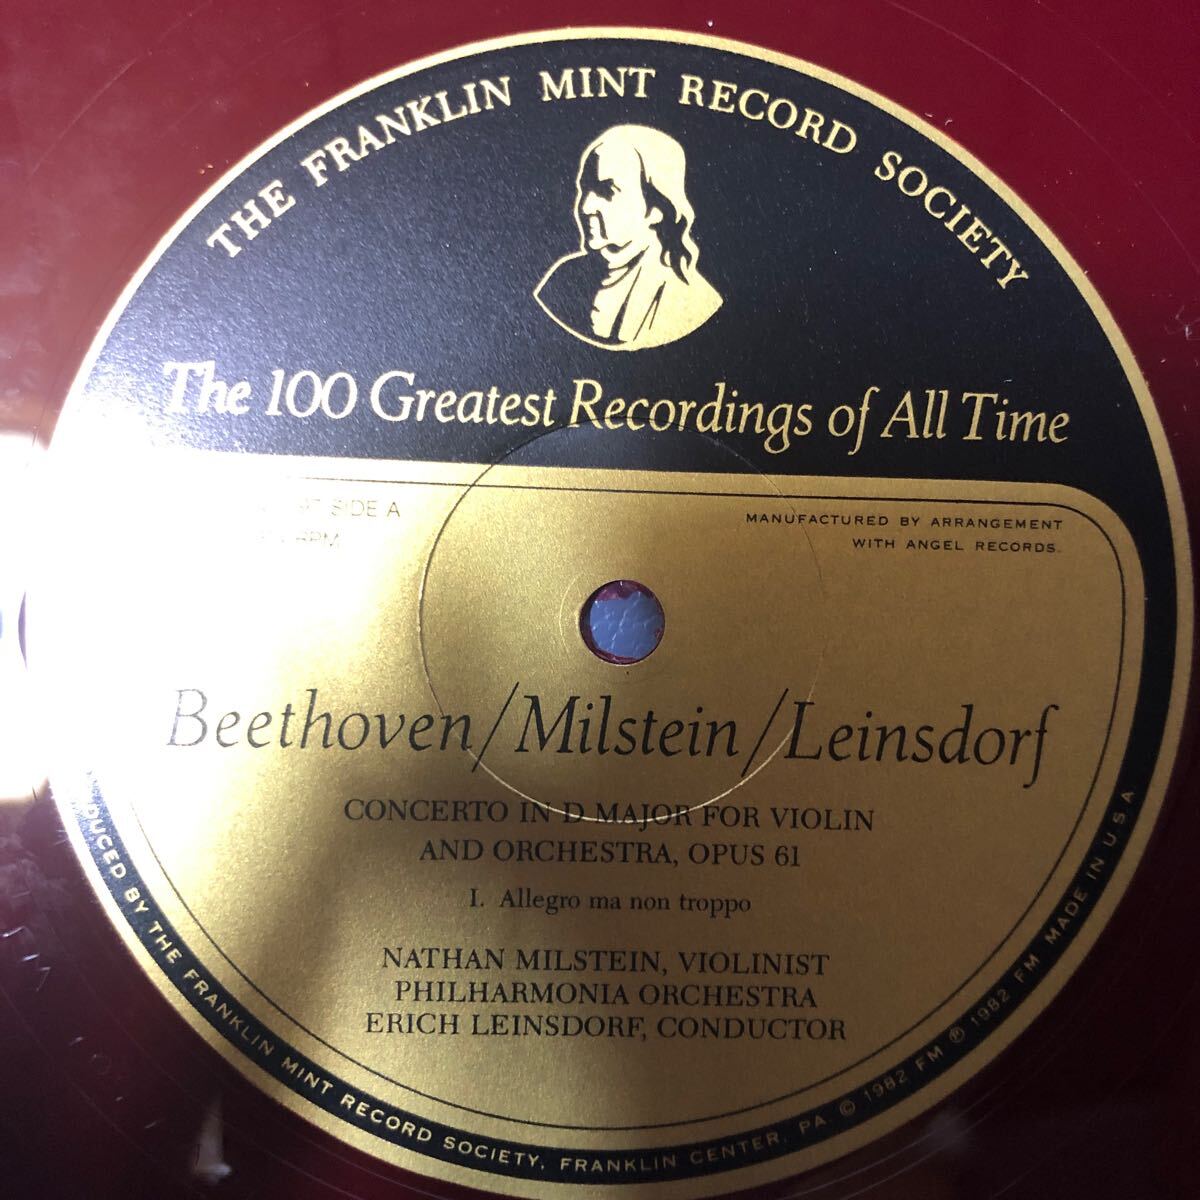 THE FRANKLIN MINT RECORD SOCIETY
The 100 Greatest Recordings of All Time
SIDE A
RPM
MANUFACTURED BY ARRANGEMENT
WITH ANGEL RECORDS.
Beethoven/Milstein/Leinsdorf
CONCERTO IN D MAJOR FOR VIOLIN
AND ORCHESTRA, OPUS 61
I. Allegro ma non troppo
NATHAN MILSTEIN, VIOLINIST
PHILHARMONIA ORCHESTRA
ERICH LEINSDORF, CONDUCTOR
DUCED BY THE FRANKLIN MINT RECORD SOCIETY, FRANKLIN CENTER, PA. © 1982 FM ℗ 1982 FM MADE IN U.S.A.